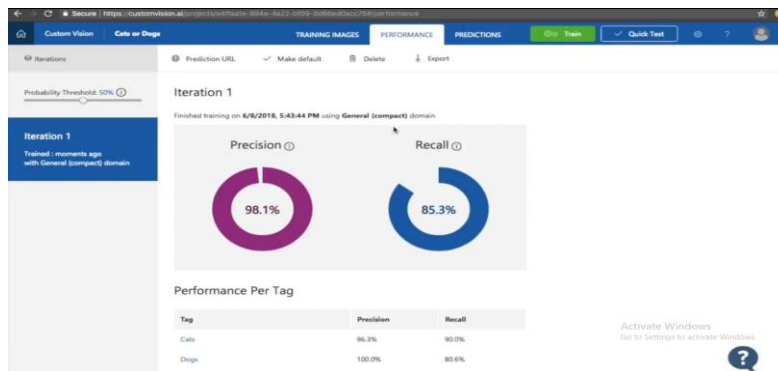 Secure | https://customvision.ai/projects/
Custom Vision Cats or Dogs TRAINING IMAGES PERFORMANCE PREDICTIONS Train ✓ Quick Test ?
Iterations Prediction URL ✓ Make default Delete Export
Probability Threshold: 50%
Iteration 1
Finished training on 6/8/2018, 5:43:44 PM using General (compact) domain
Iteration 1
Trained : moments ago
with General (compact) domain
Precision Recall
98.1% 85.3%
Performance Per Tag
Tag Precision Recall
Cats 96.3% 90.0%
Dogs 100.0% 80.6%
Activate Windows
Go to Settings to activate Windows.
?